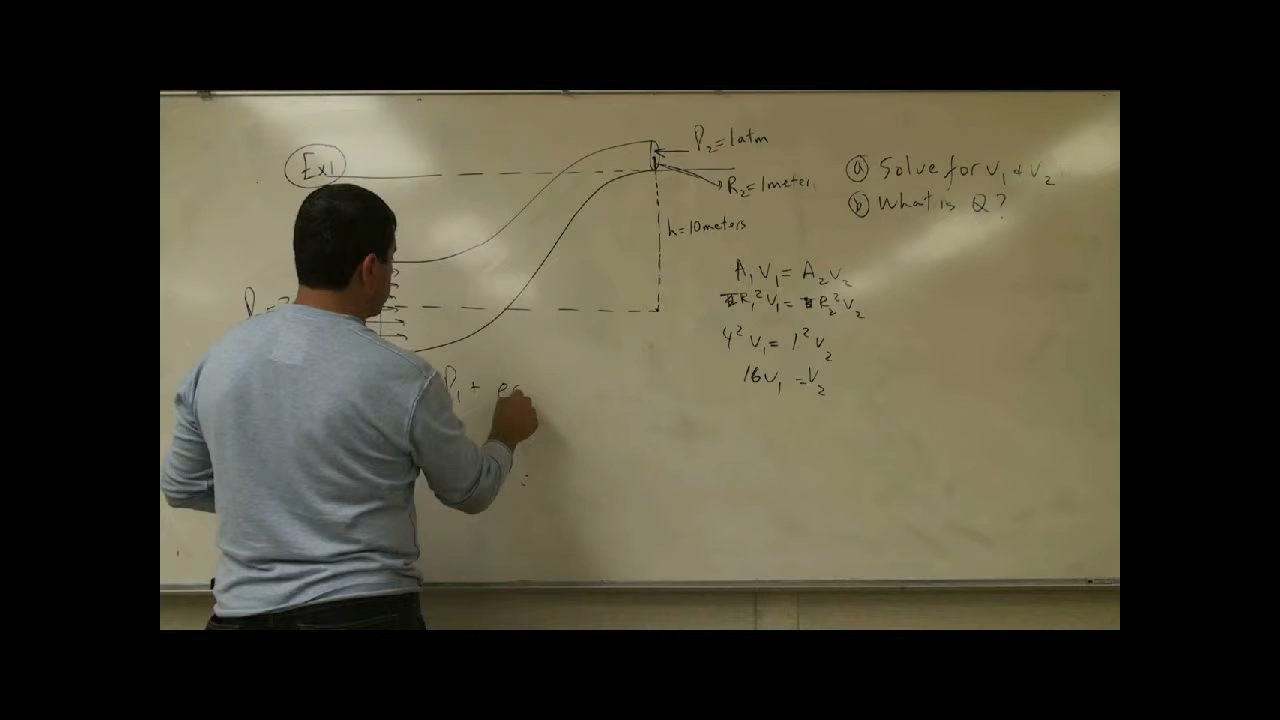 Ex1
P₂ = 1atm
R₂ = 1meter
h = 10meters
ⓐ Solve for v₁ & v₂
ⓑ What is Q?
A₁v₁ = A₂v₂
πR₁²v₁ = πR₂²v₂
4²v₁ = 1²v₂
16v₁ = v₂
P₁ +